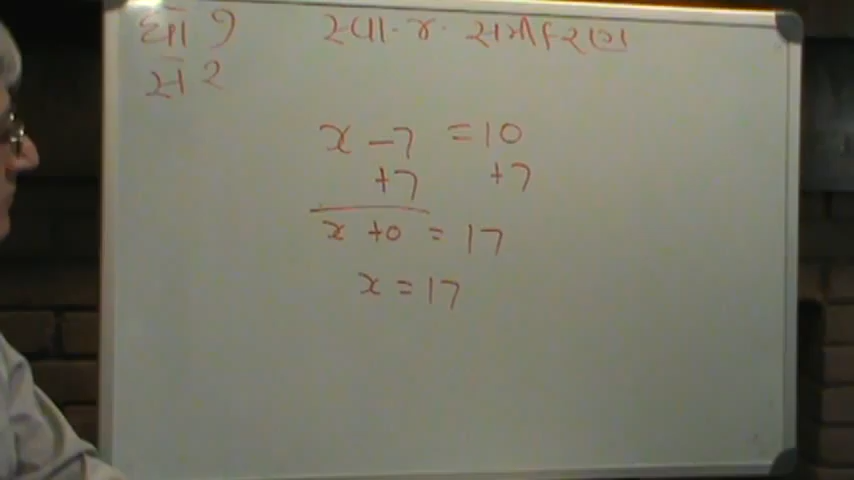 ધો ૭ સમીકરણ
૨
x - 7 = 10
+7 +7
x +0 = 17
x = 17